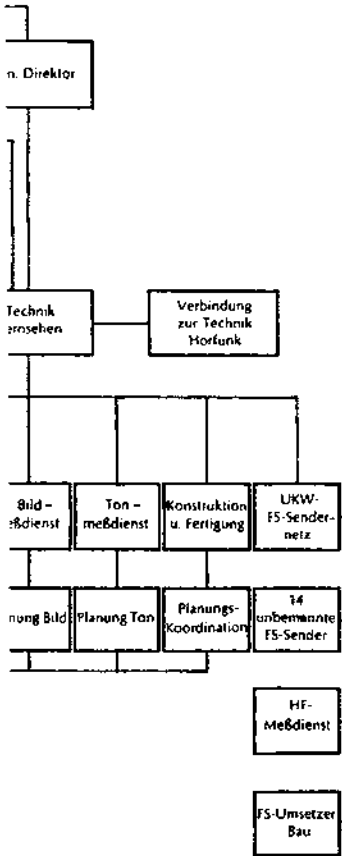 n. Direktor
Technik
ernsehen
Verbindung
zur Technik
Horfunk
Bild-
eßdienst
Ton-
meßdienst
Konstruktion
u. Fertigung
UKW-
FS-Sender-
netz
nung Bild
Planung Ton
Planungs-
Koordination
14
unbemannte
FS-Sender
HF-
Meßdienst
FS-Umsetzer
Bau